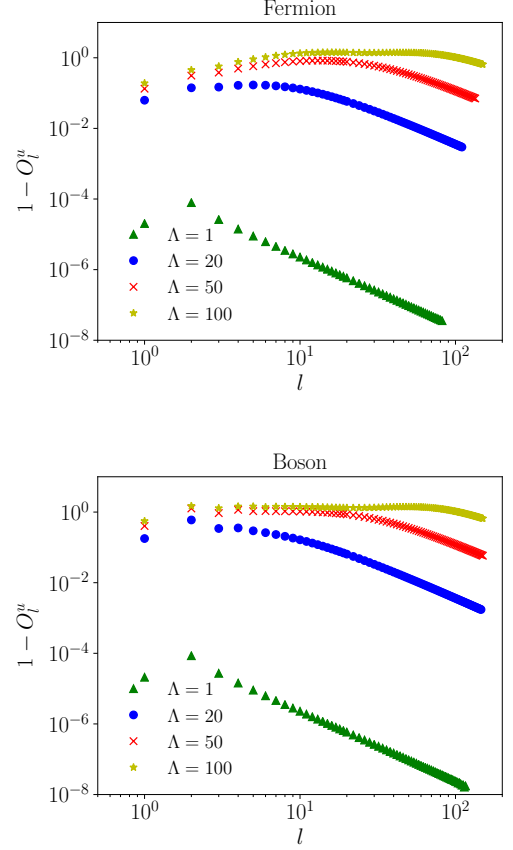 Fermion
1 − O_l^u
10^0
10^−2
10^−4
10^−6
10^−8
Λ = 1
Λ = 20
Λ = 50
Λ = 100
10^0 10^1 10^2
l
Boson
1 − O_l^u
10^0
10^−2
10^−4
10^−6
10^−8
Λ = 1
Λ = 20
Λ = 50
Λ = 100
10^0 10^1 10^2
l